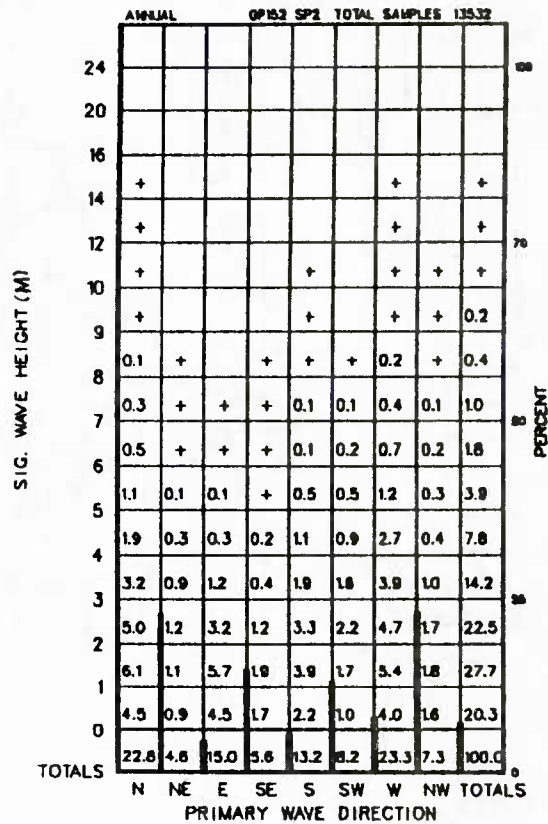 ANNUAL GP152 SP2 TOTAL SAMPLES 13532
24 100
20
16
14 + + +
12 + + + 70
10 + + + + +
9 + + + + 0.2
8 0.1 + + + + 0.2 + 0.4
7 0.3 + + + 0.1 0.1 0.4 0.1 1.0
6 0.5 + + + 0.1 0.2 0.7 0.2 1.8
5 1.1 0.1 0.1 + 0.5 0.5 1.2 0.3 3.9
4 1.9 0.3 0.3 0.2 1.1 0.9 2.7 0.4 7.8
3 3.2 0.9 1.2 0.4 1.9 1.8 3.9 1.0 14.2
2 5.0 1.2 3.2 1.2 3.3 2.2 4.7 1.7 22.5
1 6.1 1.1 5.7 1.9 3.9 1.7 5.4 1.8 27.7
0 4.5 0.9 4.5 1.7 2.2 1.0 4.0 1.6 20.3
TOTALS 22.8 4.6 15.0 5.6 13.2 8.2 23.3 7.3 100.0 0
N NE E SE S SW W NW TOTALS
PRIMARY WAVE DIRECTION
SIG. WAVE HEIGHT (M)
PERCENT